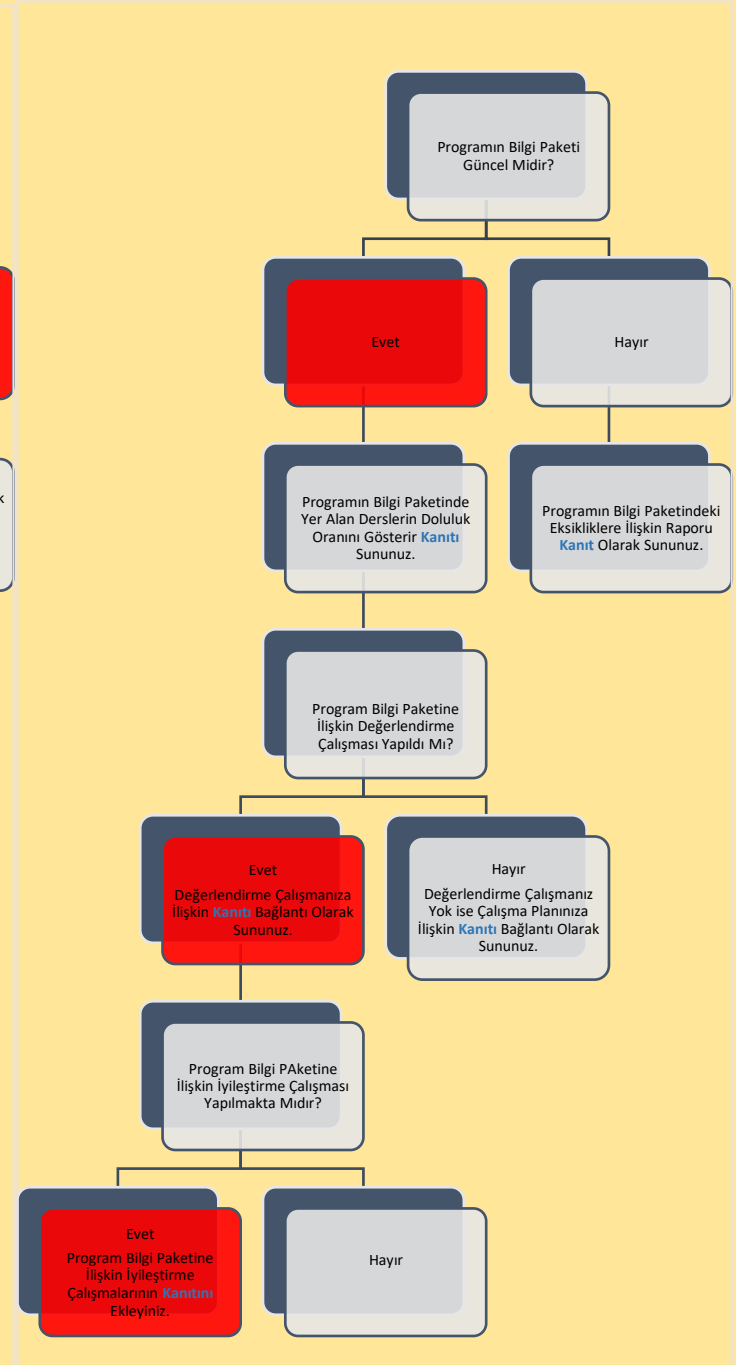 Programın Bilgi Paketi
Güncel Midir?
Evet
Hayır
Programın Bilgi Paketinde
Yer Alan Derslerin Doluluk
Oranını Gösterir Kanıtı
Sununuz.
Programın Bilgi Paketindeki
Eksikliklere İlişkin Raporu
Kanıt Olarak Sununuz.
k
Program Bilgi Paketine
İlişkin Değerlendirme
Çalışması Yapıldı Mı?
Evet
Değerlendirme Çalışmanıza
İlişkin Kanıtı Bağlantı Olarak
Sununuz.
Hayır
Değerlendirme Çalışmanız
Yok ise Çalışma Planınıza
İlişkin Kanıtı Bağlantı Olarak
Sununuz.
Program Bilgi PAketine
İlişkin İyileştirme Çalışması
Yapılmakta Mıdır?
Evet
Program Bilgi Paketine
İlişkin İyileştirme
Çalışmalarının Kanıtını
Ekleyiniz.
Hayır